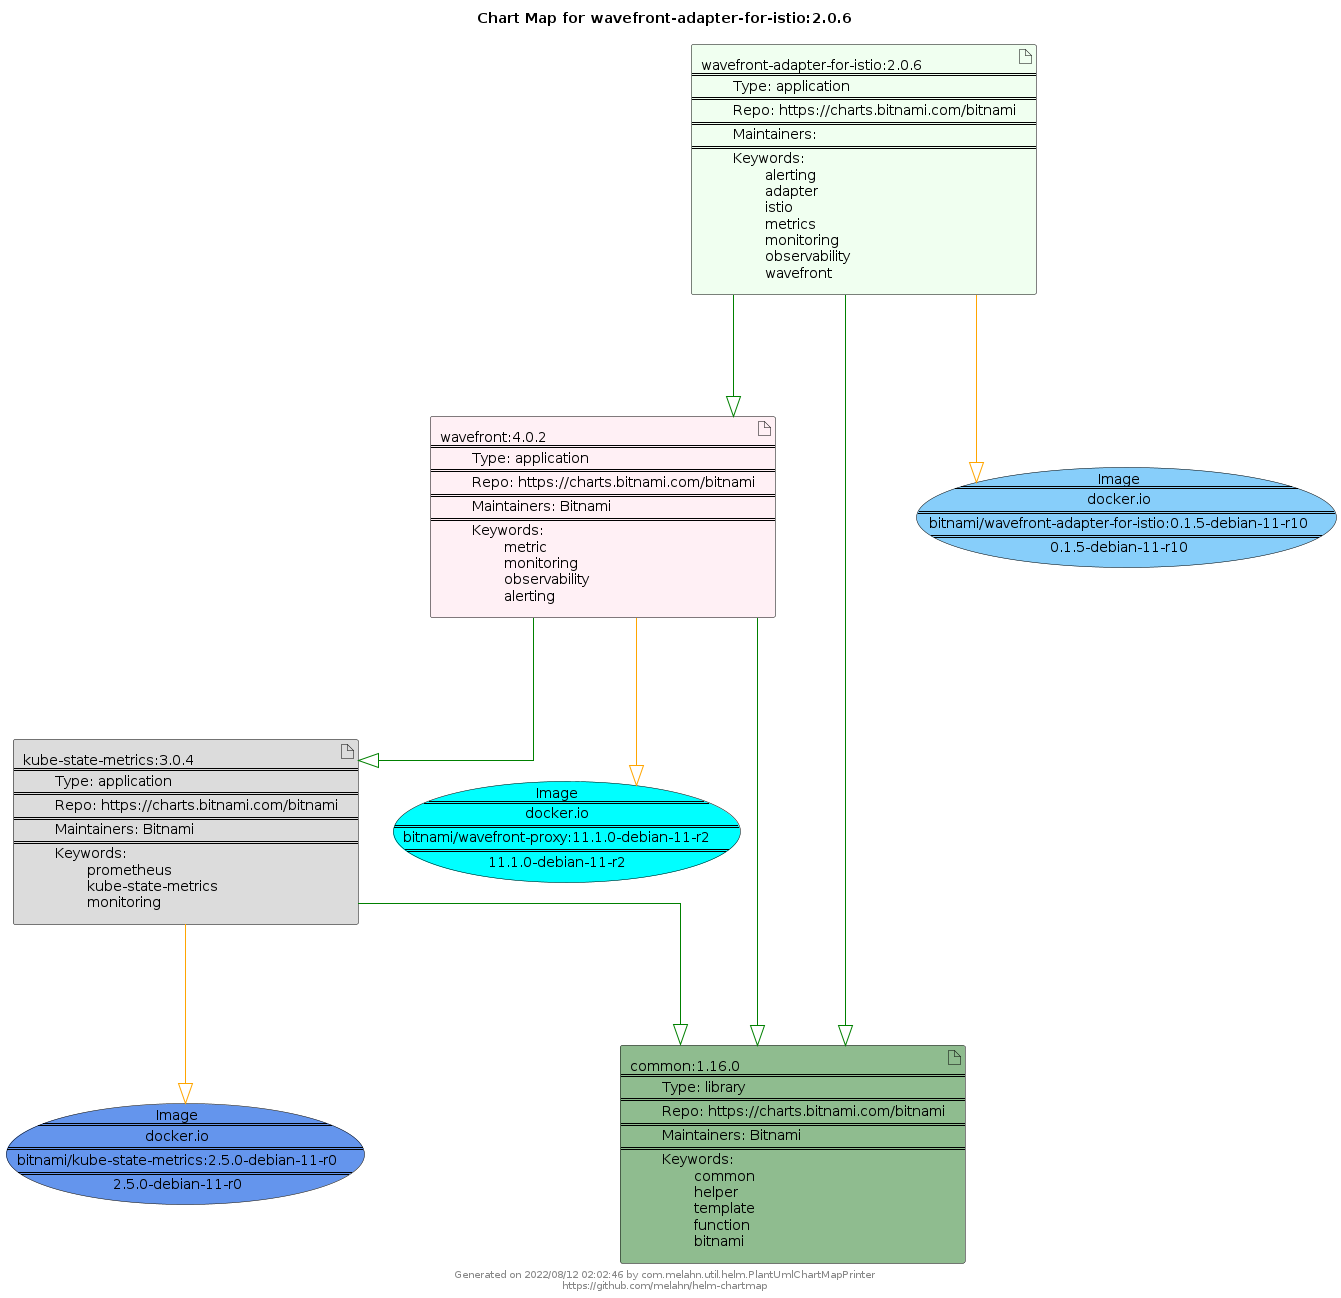 Chart Map for wavefront-adapter-for-istio:2.0.6
wavefront-adapter-for-istio:2.0.6
Type: application
Repo: https://charts.bitnami.com/bitnami
Maintainers:
Keywords:
alerting
adapter
istio
metrics
monitoring
observability
wavefront
wavefront:4.0.2
Type: application
Repo: https://charts.bitnami.com/bitnami
Maintainers: Bitnami
Keywords:
metric
monitoring
observability
alerting
Image
docker.io
bitnami/wavefront-adapter-for-istio:0.1.5-debian-11-r10
0.1.5-debian-11-r10
kube-state-metrics:3.0.4
Type: application
Repo: https://charts.bitnami.com/bitnami
Maintainers: Bitnami
Keywords:
prometheus
kube-state-metrics
monitoring
Image
docker.io
bitnami/wavefront-proxy:11.1.0-debian-11-r2
11.1.0-debian-11-r2
Image
docker.io
bitnami/kube-state-metrics:2.5.0-debian-11-r0
2.5.0-debian-11-r0
common:1.16.0
Type: library
Repo: https://charts.bitnami.com/bitnami
Maintainers: Bitnami
Keywords:
common
helper
template
function
bitnami
Generated on 2022/08/12 02:02:46 by com.melahn.util.helm.PlantUmlChartMapPrinter
https://github.com/melahn/helm-chartmap